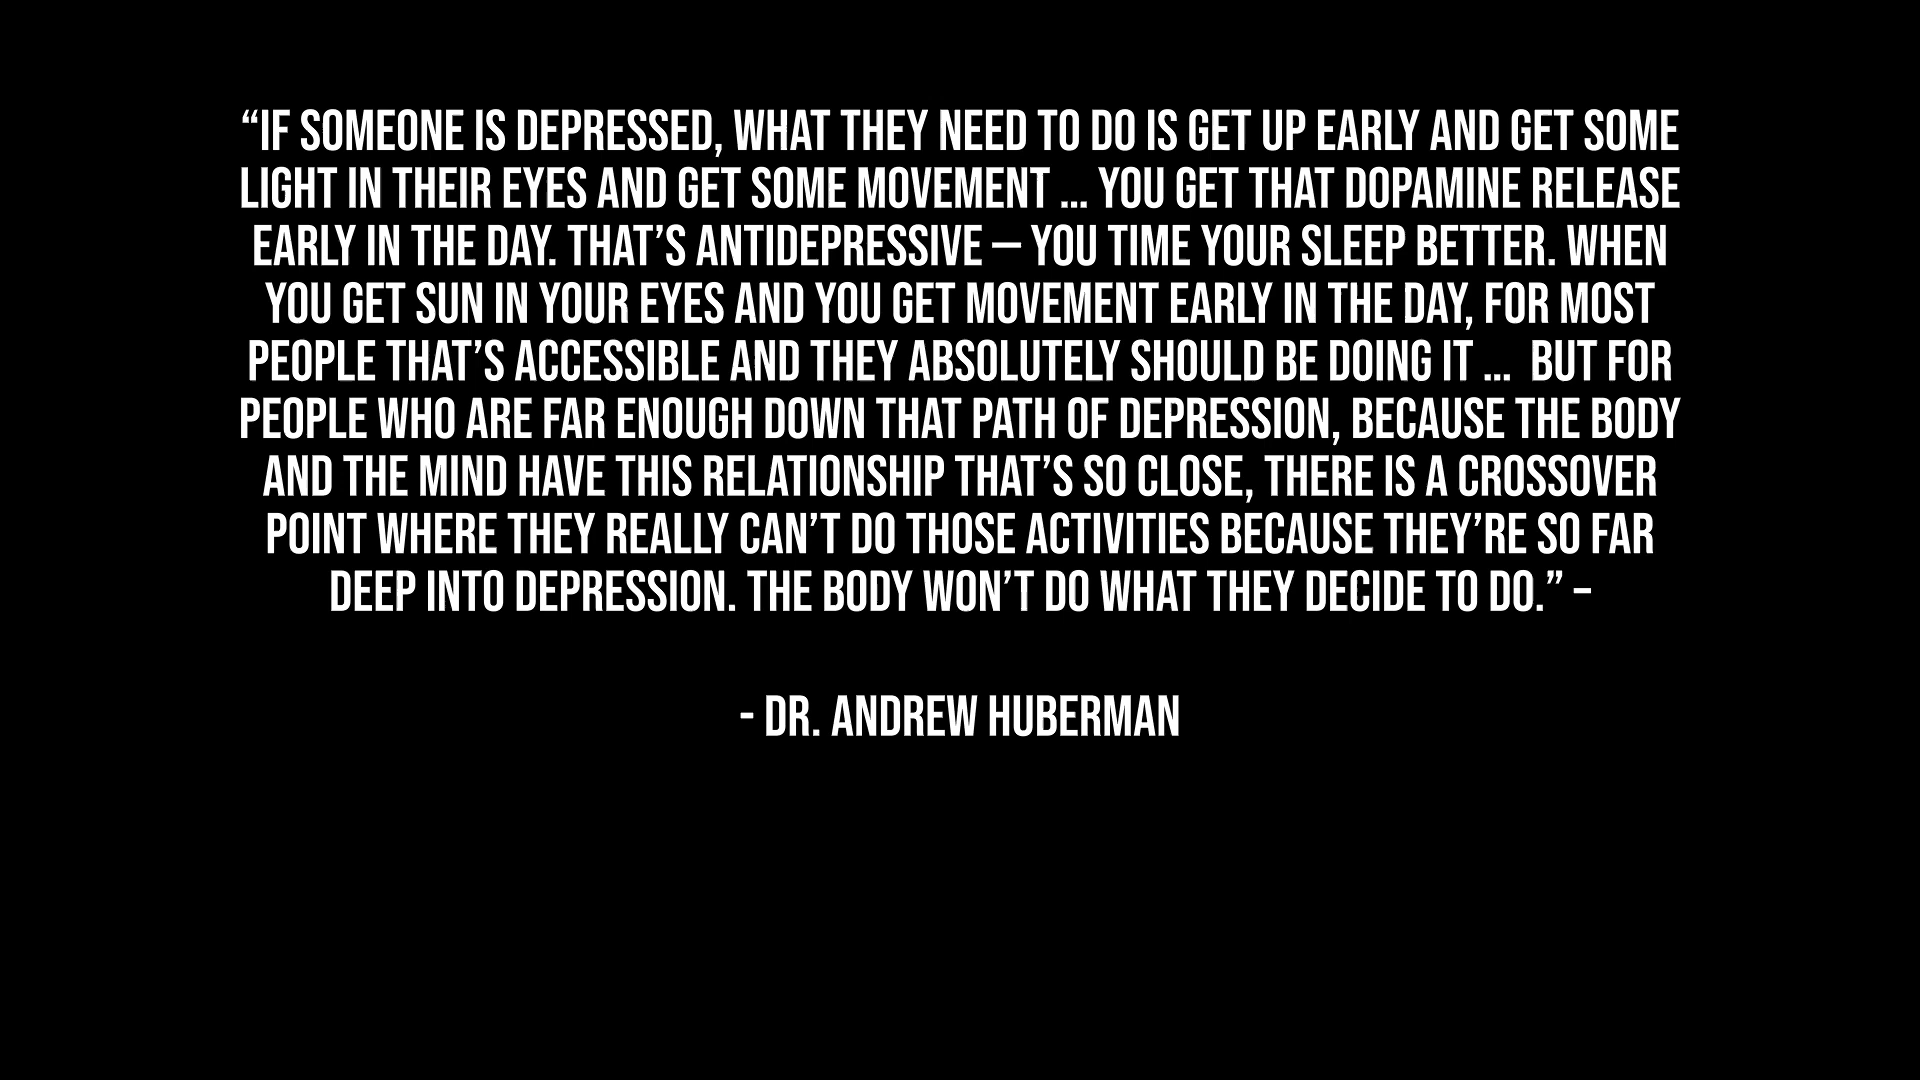 “IF SOMEONE IS DEPRESSED, WHAT THEY NEED TO DO IS GET UP EARLY AND GET SOME
LIGHT IN THEIR EYES AND GET SOME MOVEMENT ... YOU GET THAT DOPAMINE RELEASE
EARLY IN THE DAY. THAT’S ANTIDEPRESSIVE — YOU TIME YOUR SLEEP BETTER. WHEN
YOU GET SUN IN YOUR EYES AND YOU GET MOVEMENT EARLY IN THE DAY, FOR MOST
PEOPLE THAT’S ACCESSIBLE AND THEY ABSOLUTELY SHOULD BE DOING IT ... BUT FOR
PEOPLE WHO ARE FAR ENOUGH DOWN THAT PATH OF DEPRESSION, BECAUSE THE BODY
AND THE MIND HAVE THIS RELATIONSHIP THAT’S SO CLOSE, THERE IS A CROSSOVER
POINT WHERE THEY REALLY CAN’T DO THOSE ACTIVITIES BECAUSE THEY’RE SO FAR
DEEP INTO DEPRESSION. THE BODY WON’T DO WHAT THEY DECIDE TO DO.” –
- DR. ANDREW HUBERMAN